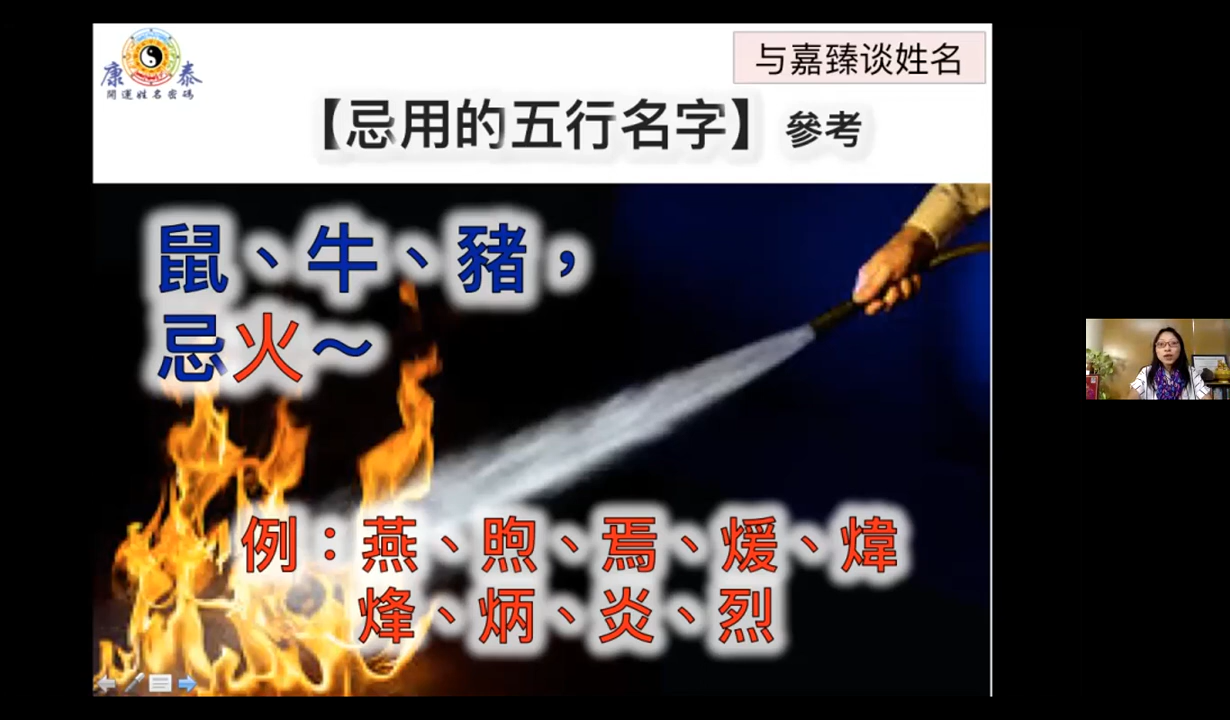 康泰
開運姓名密碼
与嘉臻谈姓名
【忌用的五行名字】參考
鼠、牛、豬，
忌火～
例：燕、煦、焉、煖、煒
烽、炳、炎、烈